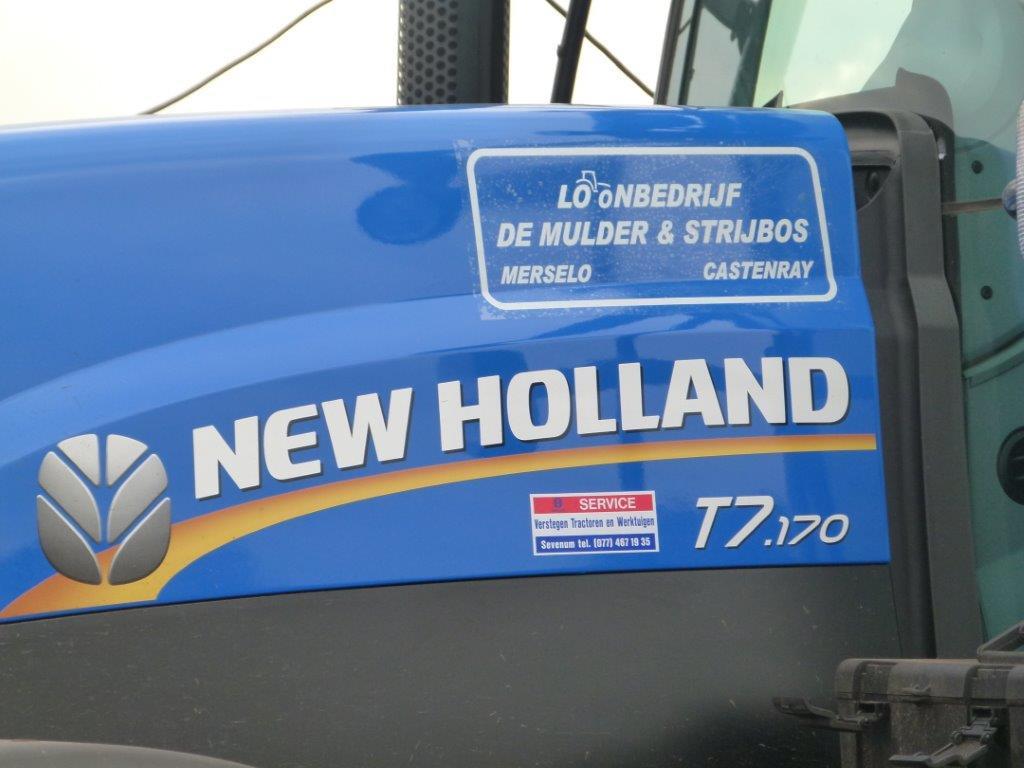 LOONBEDRIJF
DE MULDER & STRIJBOS
MERSELO CASTENRAY
NEW HOLLAND
B SERVICE
Verstegen Tractoren en Werktuigen
Sevenum tel. (077) 467 19 35
T7.170